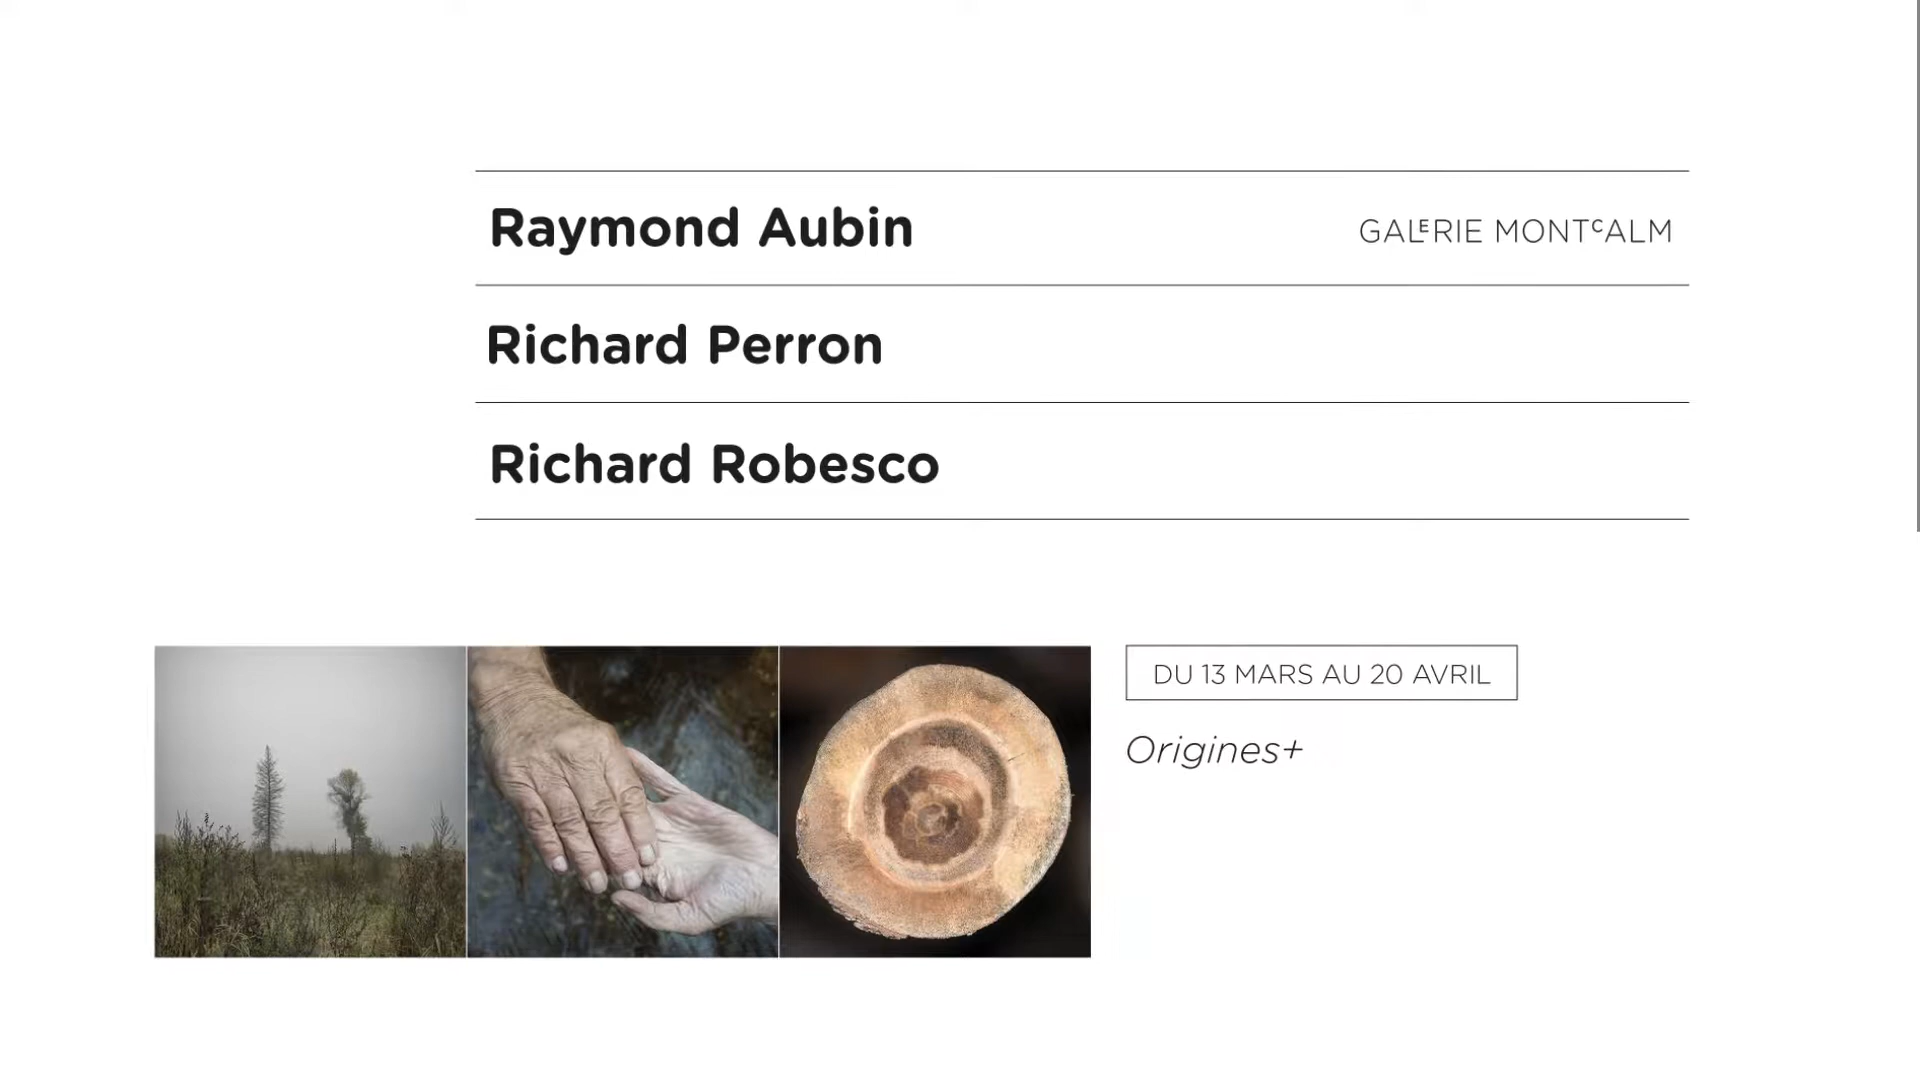 Raymond Aubin
GALERIE MONTCALM
Richard Perron
Richard Robesco
DU 13 MARS AU 20 AVRIL
Origines+